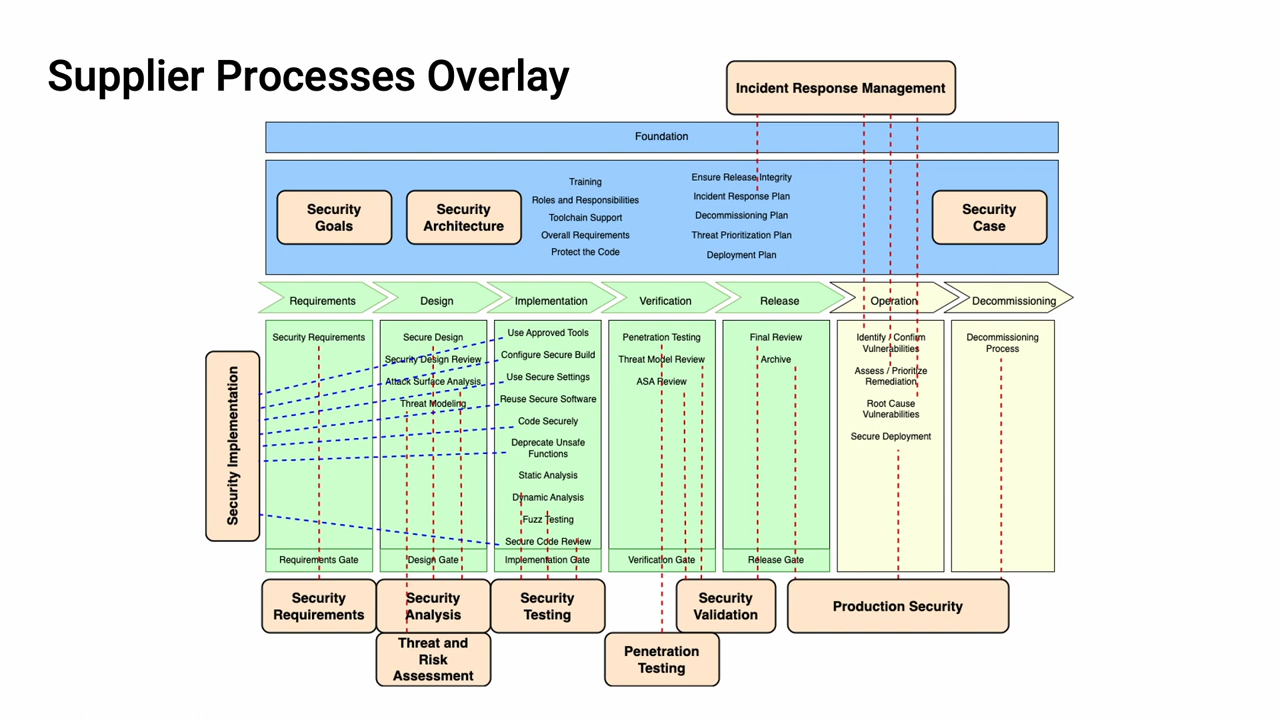 Supplier Processes Overlay
Incident Response Management
Foundation
Security
Goals
Security
Architecture
Training
Roles and Responsibilities
Toolchain Support
Overall Requirements
Protect the Code
Ensure Release Integrity
Incident Response Plan
Decommissioning Plan
Threat Prioritization Plan
Deployment Plan
Security
Case
Requirements
Design
Implementation
Verification
Release
Operation
Decommissioning
Security Implementation
Security Requirements
Requirements Gate
Secure Design
Security Design Review
Attack Surface Analysis
Threat Modeling
Design Gate
Use Approved Tools
Configure Secure Build
Use Secure Settings
Reuse Secure Software
Code Securely
Deprecate Unsafe
Functions
Static Analysis
Dynamic Analysis
Fuzz Testing
Secure Code Review
Implementation Gate
Penetration Testing
Threat Model Review
ASA Review
Verification Gate
Final Review
Archive
Release Gate
Identify / Confirm
Vulnerabilities
Assess / Prioritize
Remediation
Root Cause
Vulnerabilities
Secure Deployment
Decommissioning
Process
Security
Requirements
Security
Analysis
Security
Testing
Security
Validation
Production Security
Threat and
Risk
Assessment
Penetration
Testing